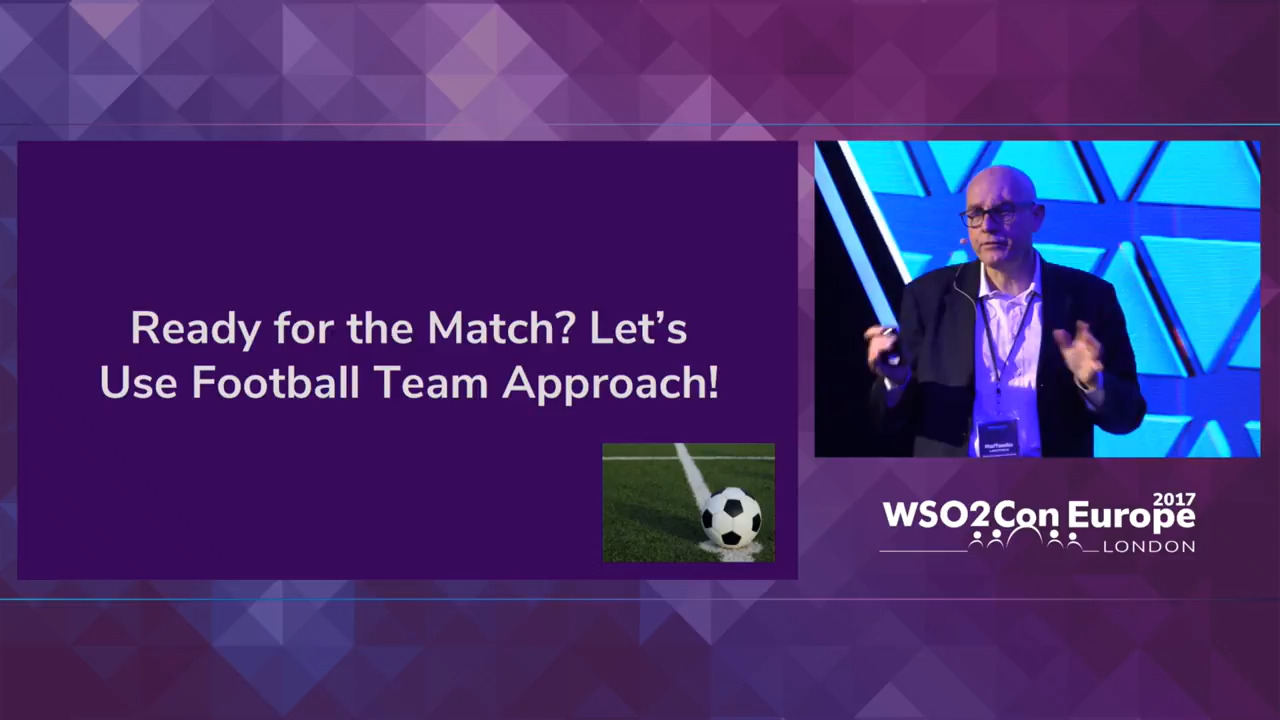 Ready for the Match? Let's
Use Football Team Approach!
2017
WSO2Con Europe
LONDON